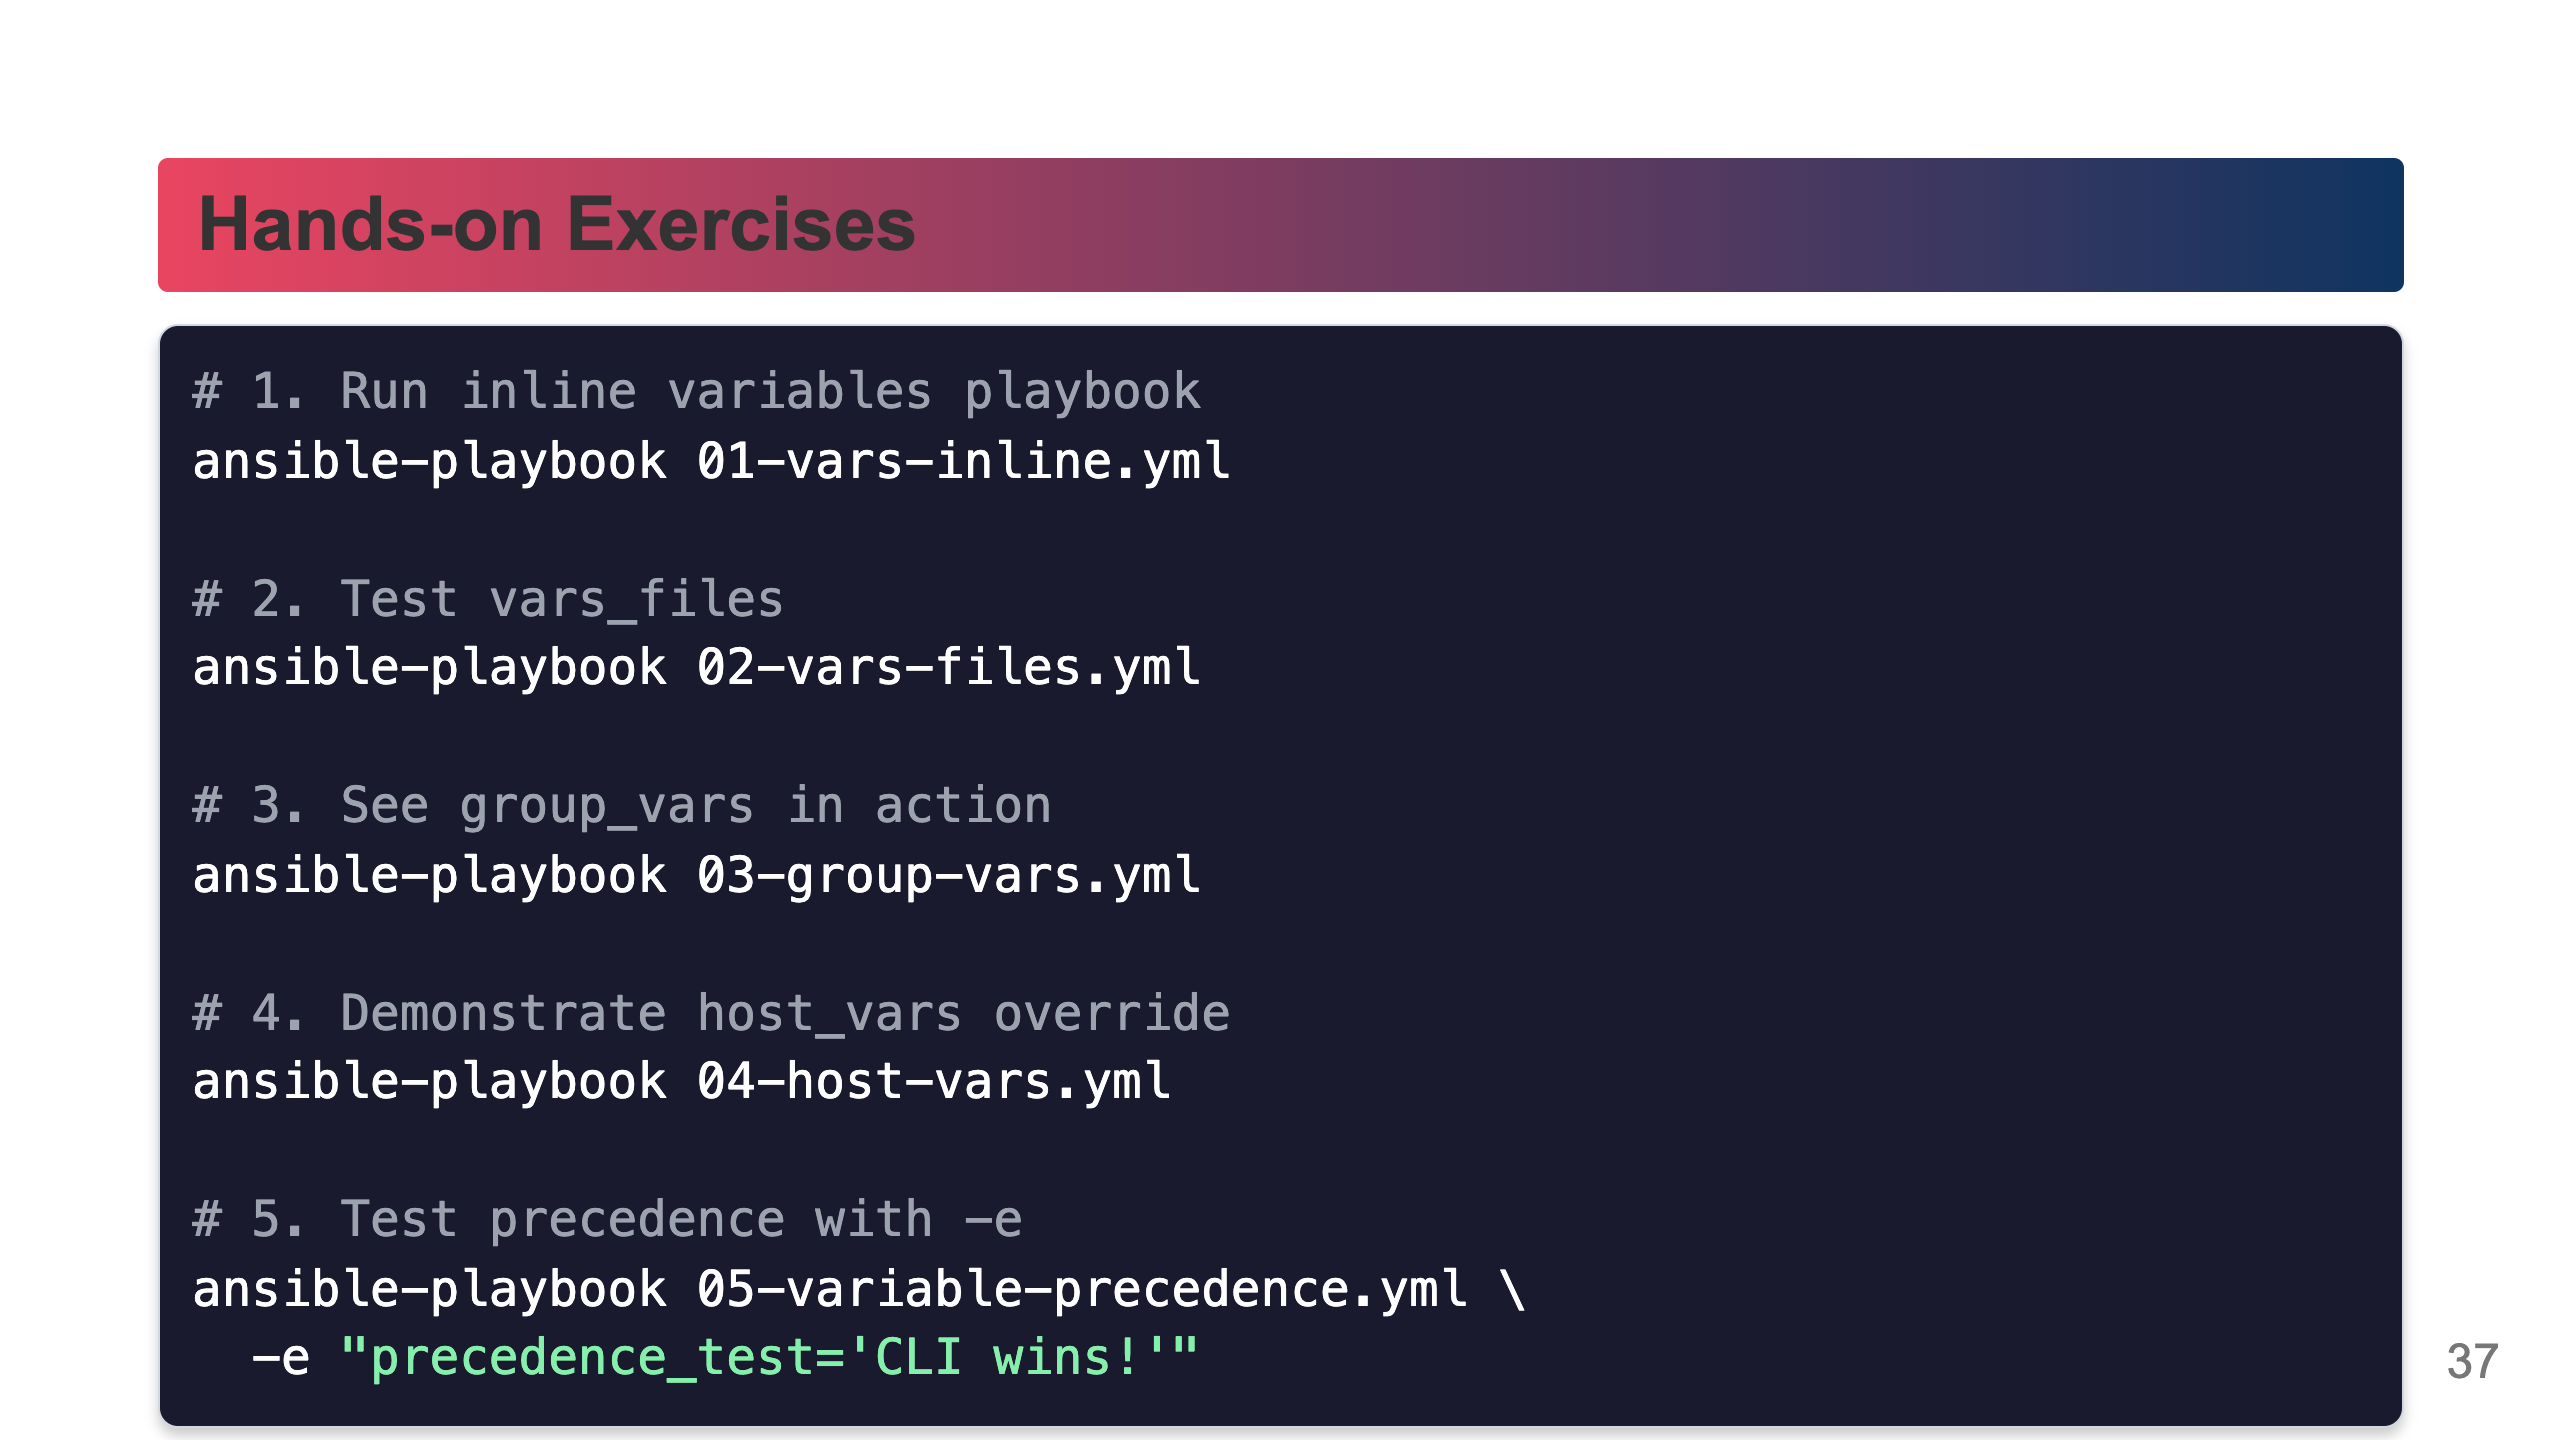 Hands-on Exercises
# 1. Run inline variables playbook
ansible-playbook 01-vars-inline.yml
# 2. Test vars_files
ansible-playbook 02-vars-files.yml
# 3. See group_vars in action
ansible-playbook 03-group-vars.yml
# 4. Demonstrate host_vars override
ansible-playbook 04-host-vars.yml
# 5. Test precedence with -e
ansible-playbook 05-variable-precedence.yml \
  -e "precedence_test='CLI wins!'"
37